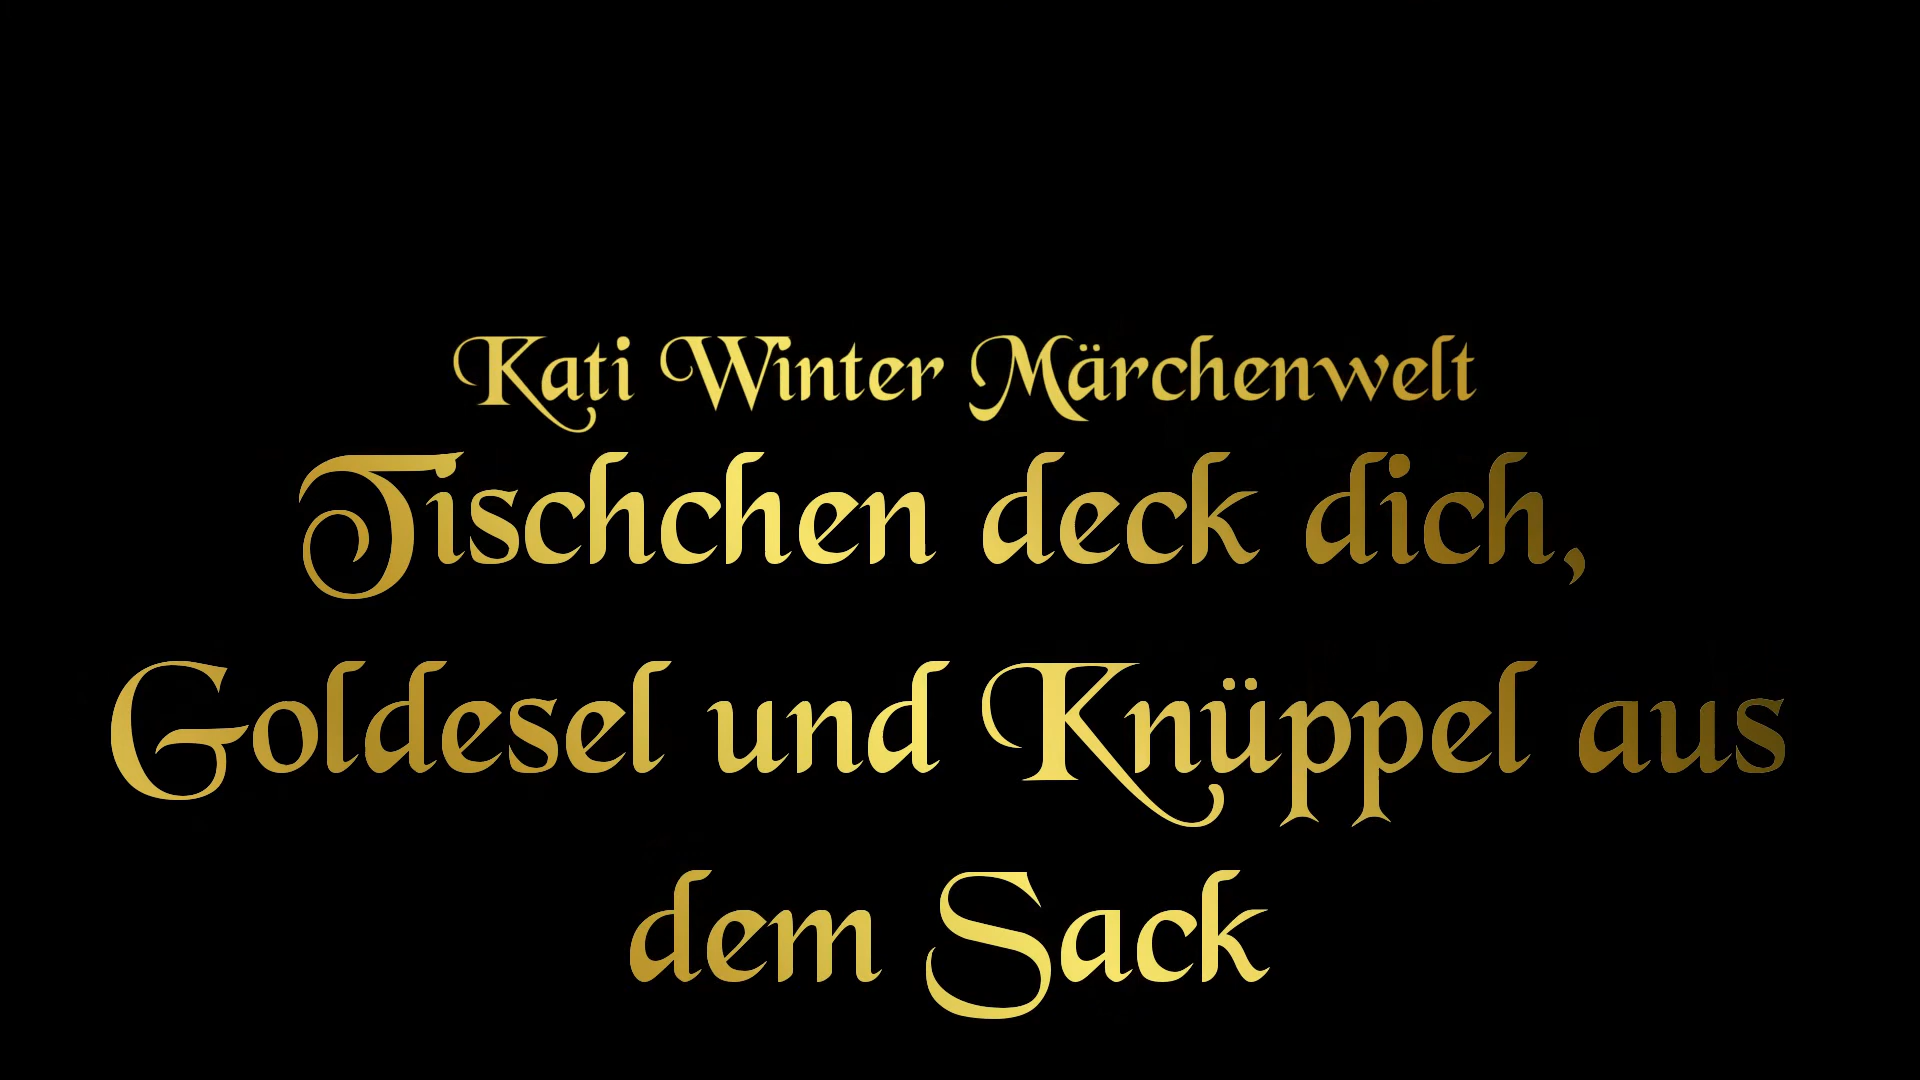 Kati Winter Märchenwelt
Tischchen deck dich,
Goldesel und Knüppel aus
dem Sack